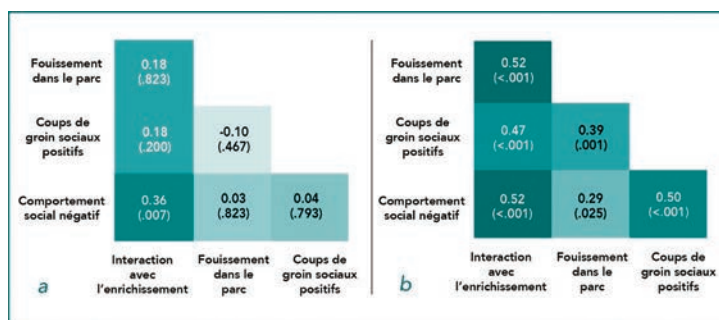 Fouissement
dans le parc
0.18
(.823)
Coups de
groin sociaux
positifs
0.18
(.200)
-0.10
(.467)
Comportement
social négatif
0.36
(.007)
0.03
(.823)
0.04
(.793)
Interaction
avec
l'enrichissement
Fouissement
dans le
parc
Coups de
groin sociaux
positifs
a
Fouissement
dans le parc
0.52
(<.001)
Coups de
groin sociaux
positifs
0.47
(<.001)
0.39
(.001)
Comportement
social négatif
0.52
(<.001)
0.29
(.025)
0.50
(<.001)
Interaction
avec
l'enrichissement
Fouissement
dans le
parc
Coups de
groin sociaux
positifs
b